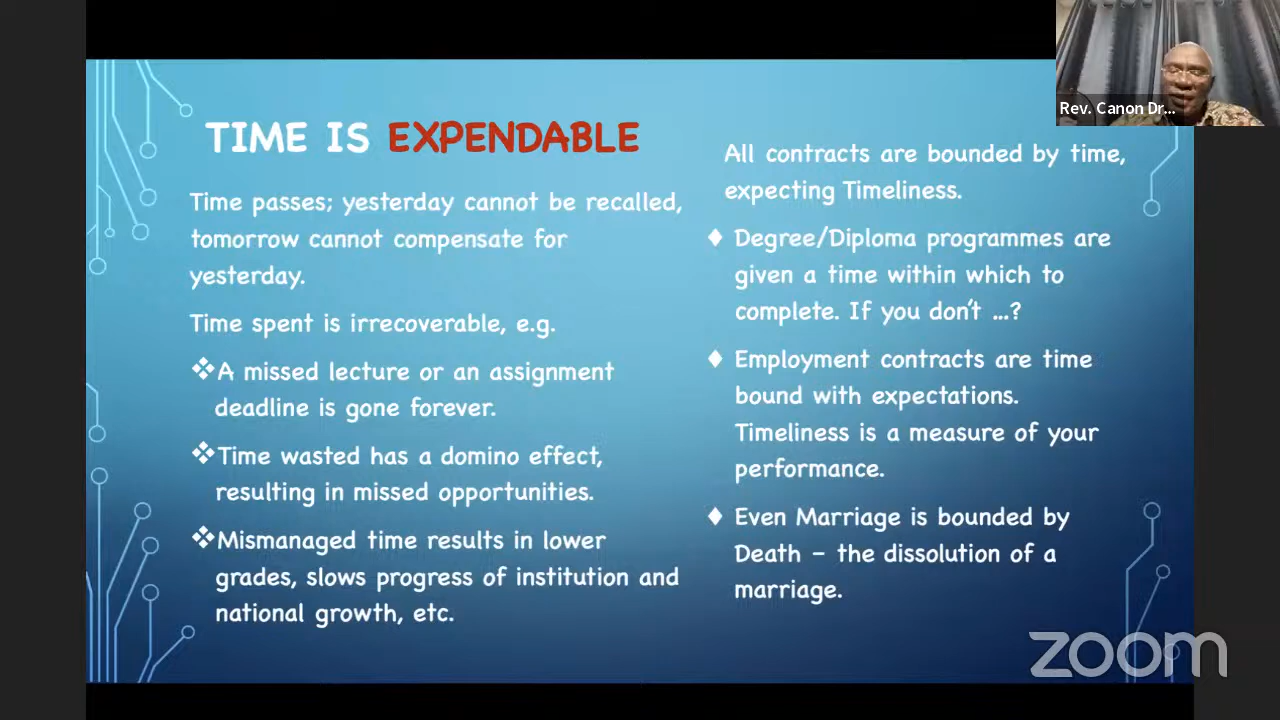 TIME IS EXPENDABLE
Time passes; yesterday cannot be recalled,
tomorrow cannot compensate for
yesterday.
Time spent is irrecoverable, e.g.
❖A missed lecture or an assignment
deadline is gone forever.
❖Time wasted has a domino effect,
resulting in missed opportunities.
❖Mismanaged time results in lower
grades, slows progress of institution and
national growth, etc.
All contracts are bounded by time,
expecting Timeliness.
♦ Degree/Diploma programmes are
given a time within which to
complete. If you don't ...?
♦ Employment contracts are time
bound with expectations.
Timeliness is a measure of your
performance.
♦ Even Marriage is bounded by
Death – the dissolution of a
marriage.
Rev. Canon Dr...
zoom